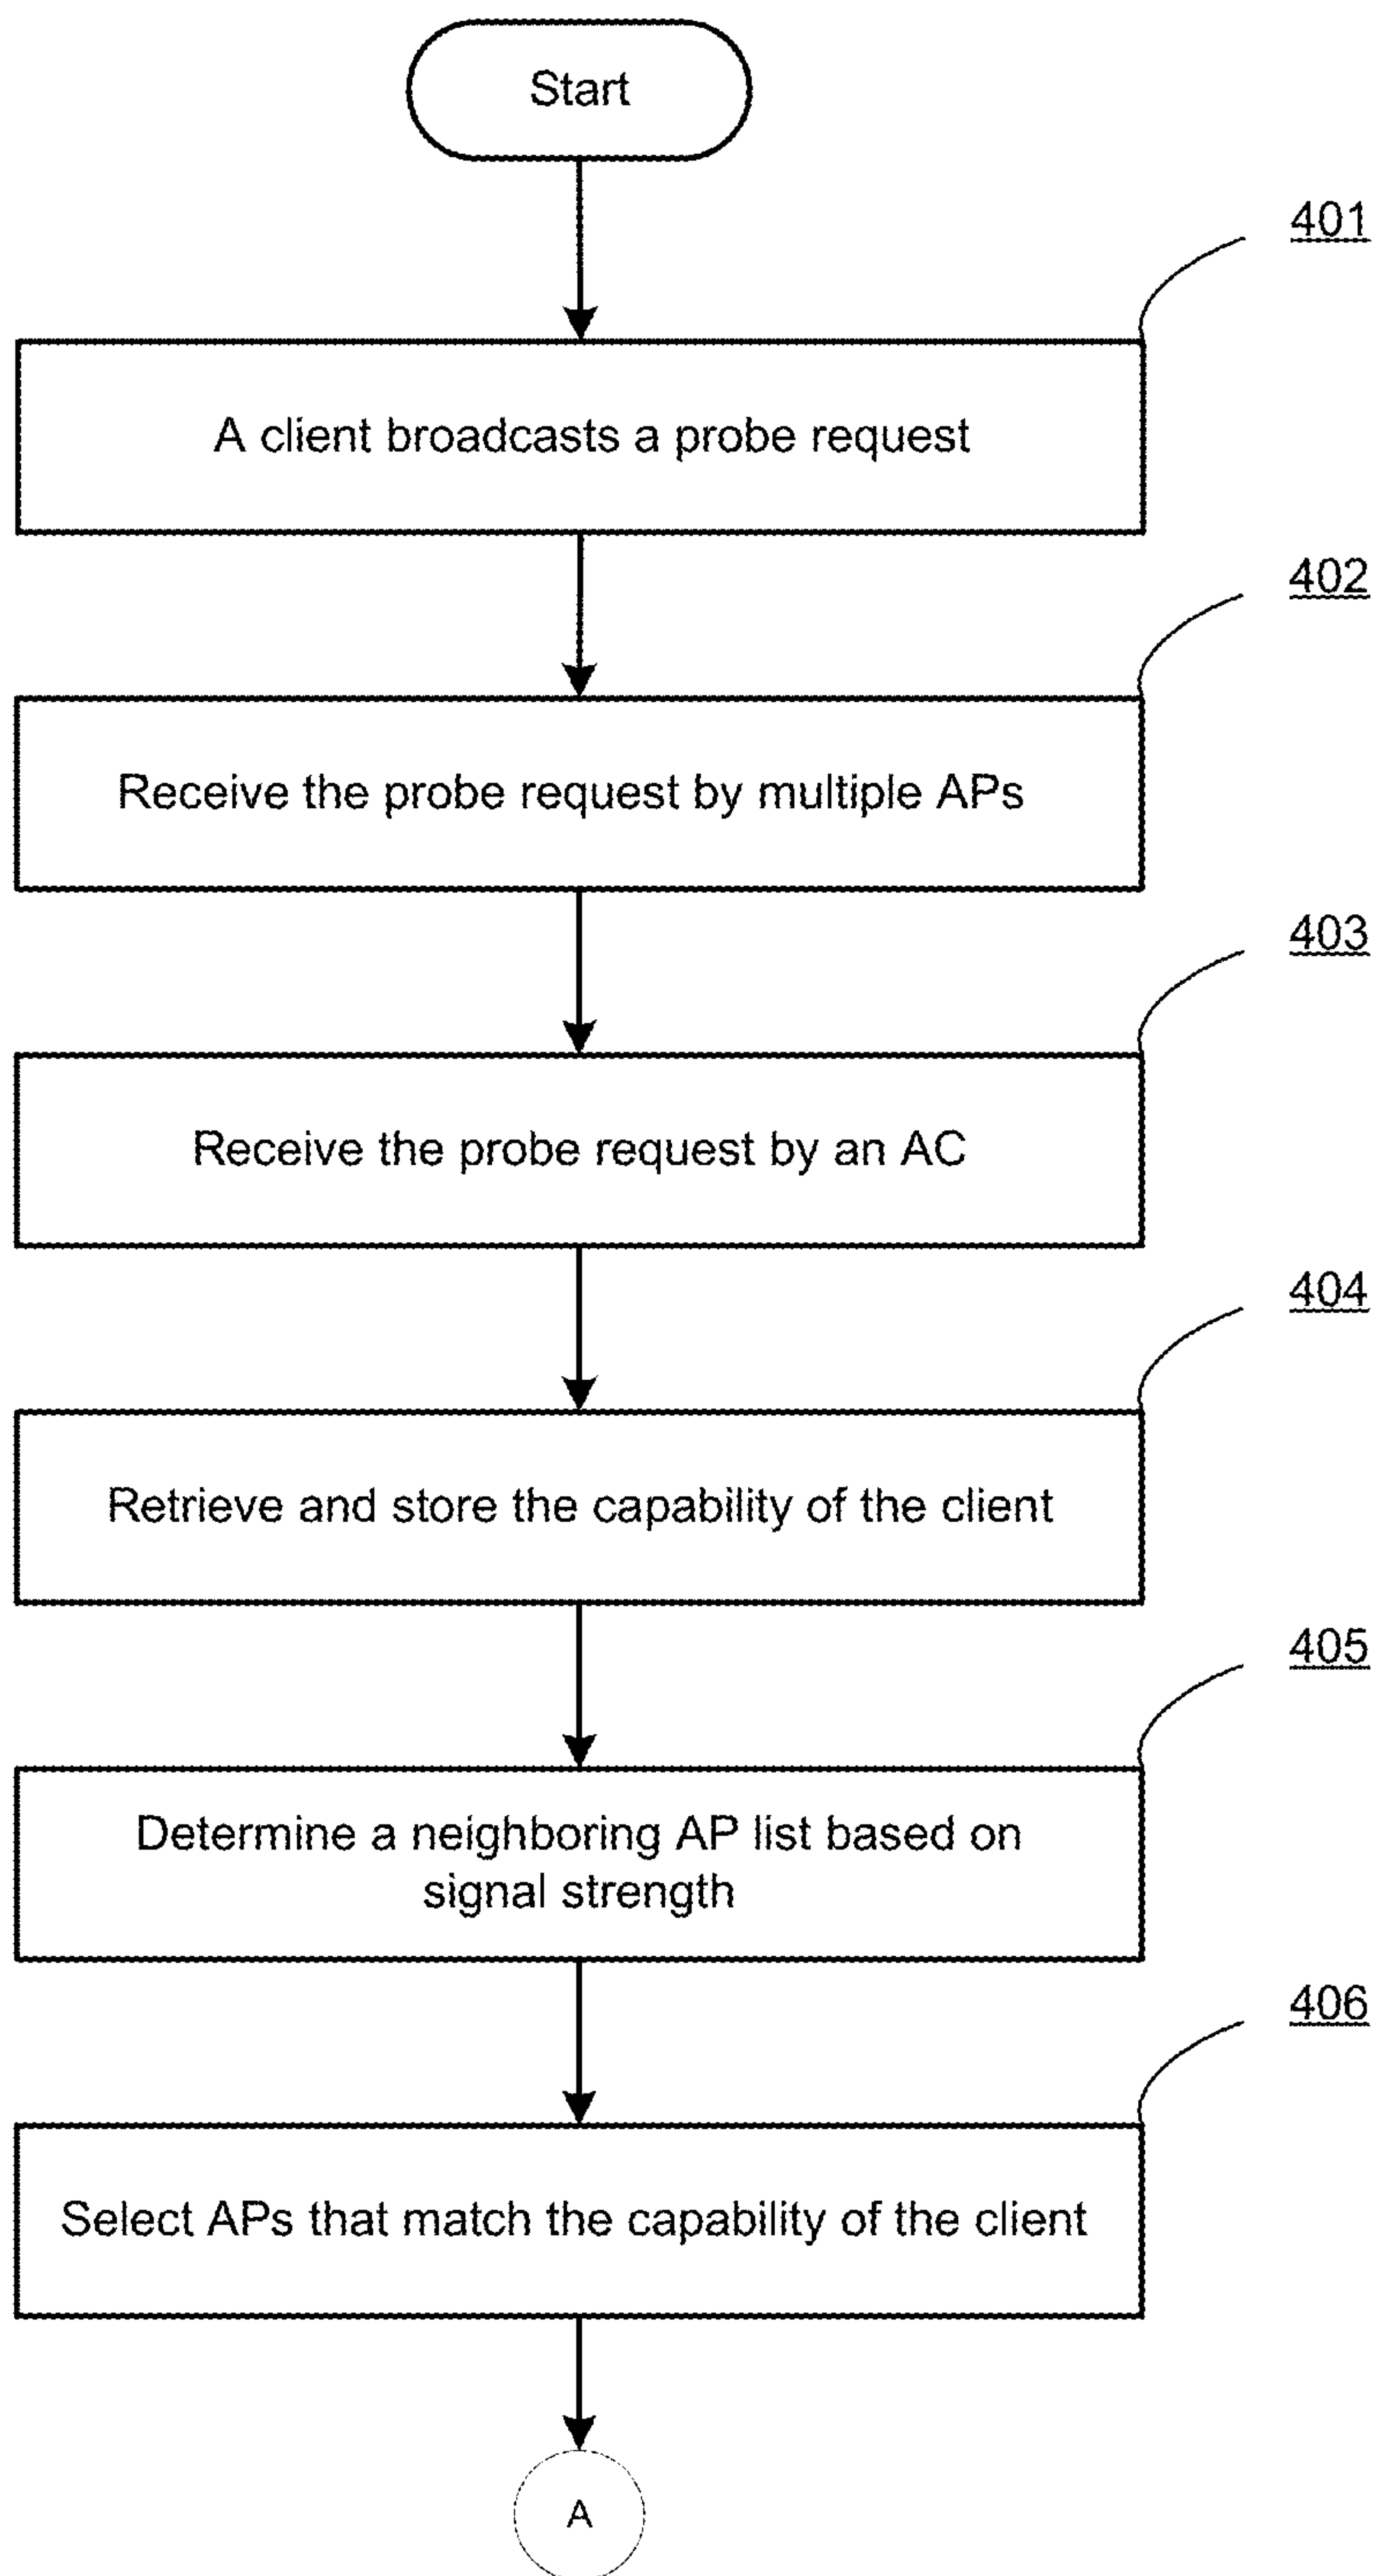 Start
401
A client broadcasts a probe request
402
Receive the probe request by multiple APs
403
Receive the probe request by an AC
404
Retrieve and store the capability of the client
405
Determine a neighboring AP list based on
signal strength
406
Select APs that match the capability of the client
A